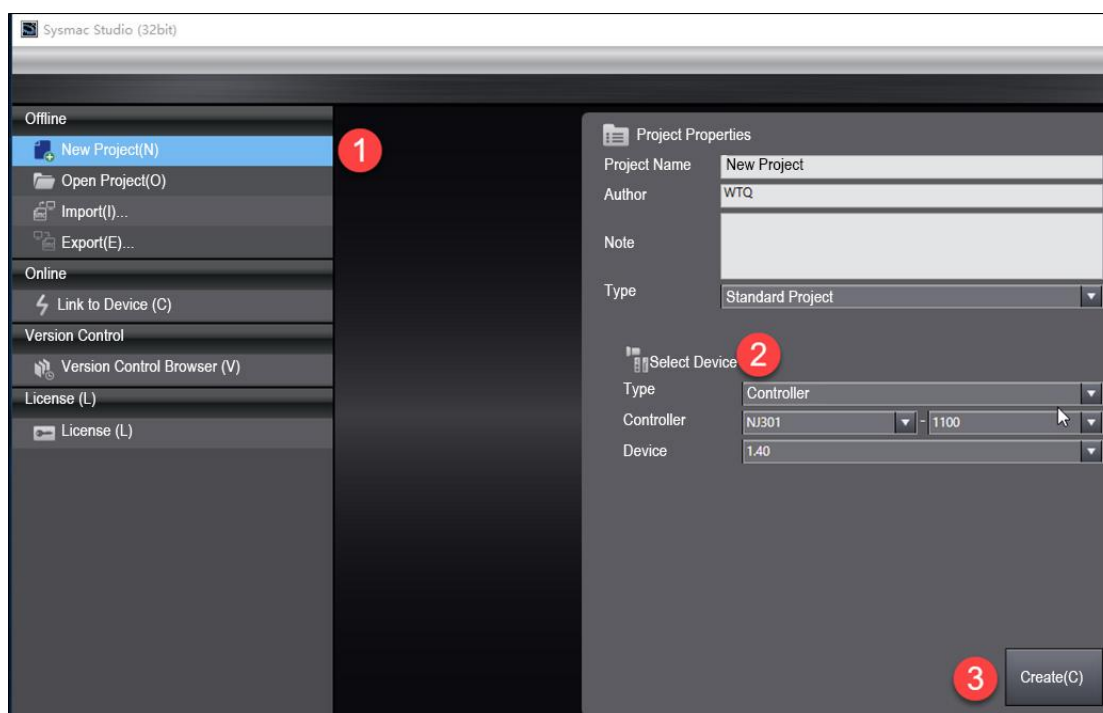 Sysmac Studio (32bit)
Offline
New Project(N)
1
Open Project(O)
Import(I)...
Export(E)...
Online
Link to Device (C)
Version Control
Version Control Browser (V)
License (L)
License (L)
Project Properties
Project Name New Project
Author WTQ
Note
Type Standard Project
Select Device 2
Type Controller
Controller NJ301 - 1100
Device 1.40
3 Create(C)